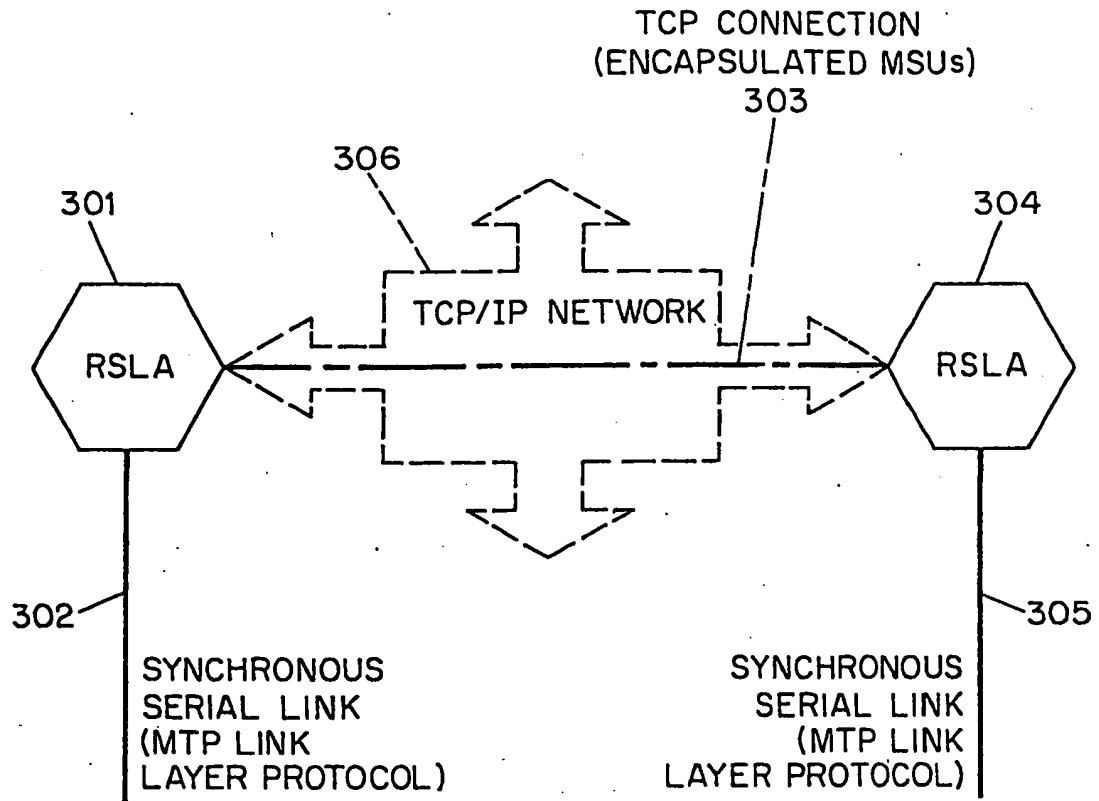 TCP CONNECTION
(ENCAPSULATED MSUs)
303
306
301
304
TCP/IP NETWORK
RSLA
RSLA
302
305
SYNCHRONOUS
SERIAL LINK
(MTP LINK
LAYER PROTOCOL)
SYNCHRONOUS
SERIAL LINK
(MTP LINK
LAYER PROTOCOL)